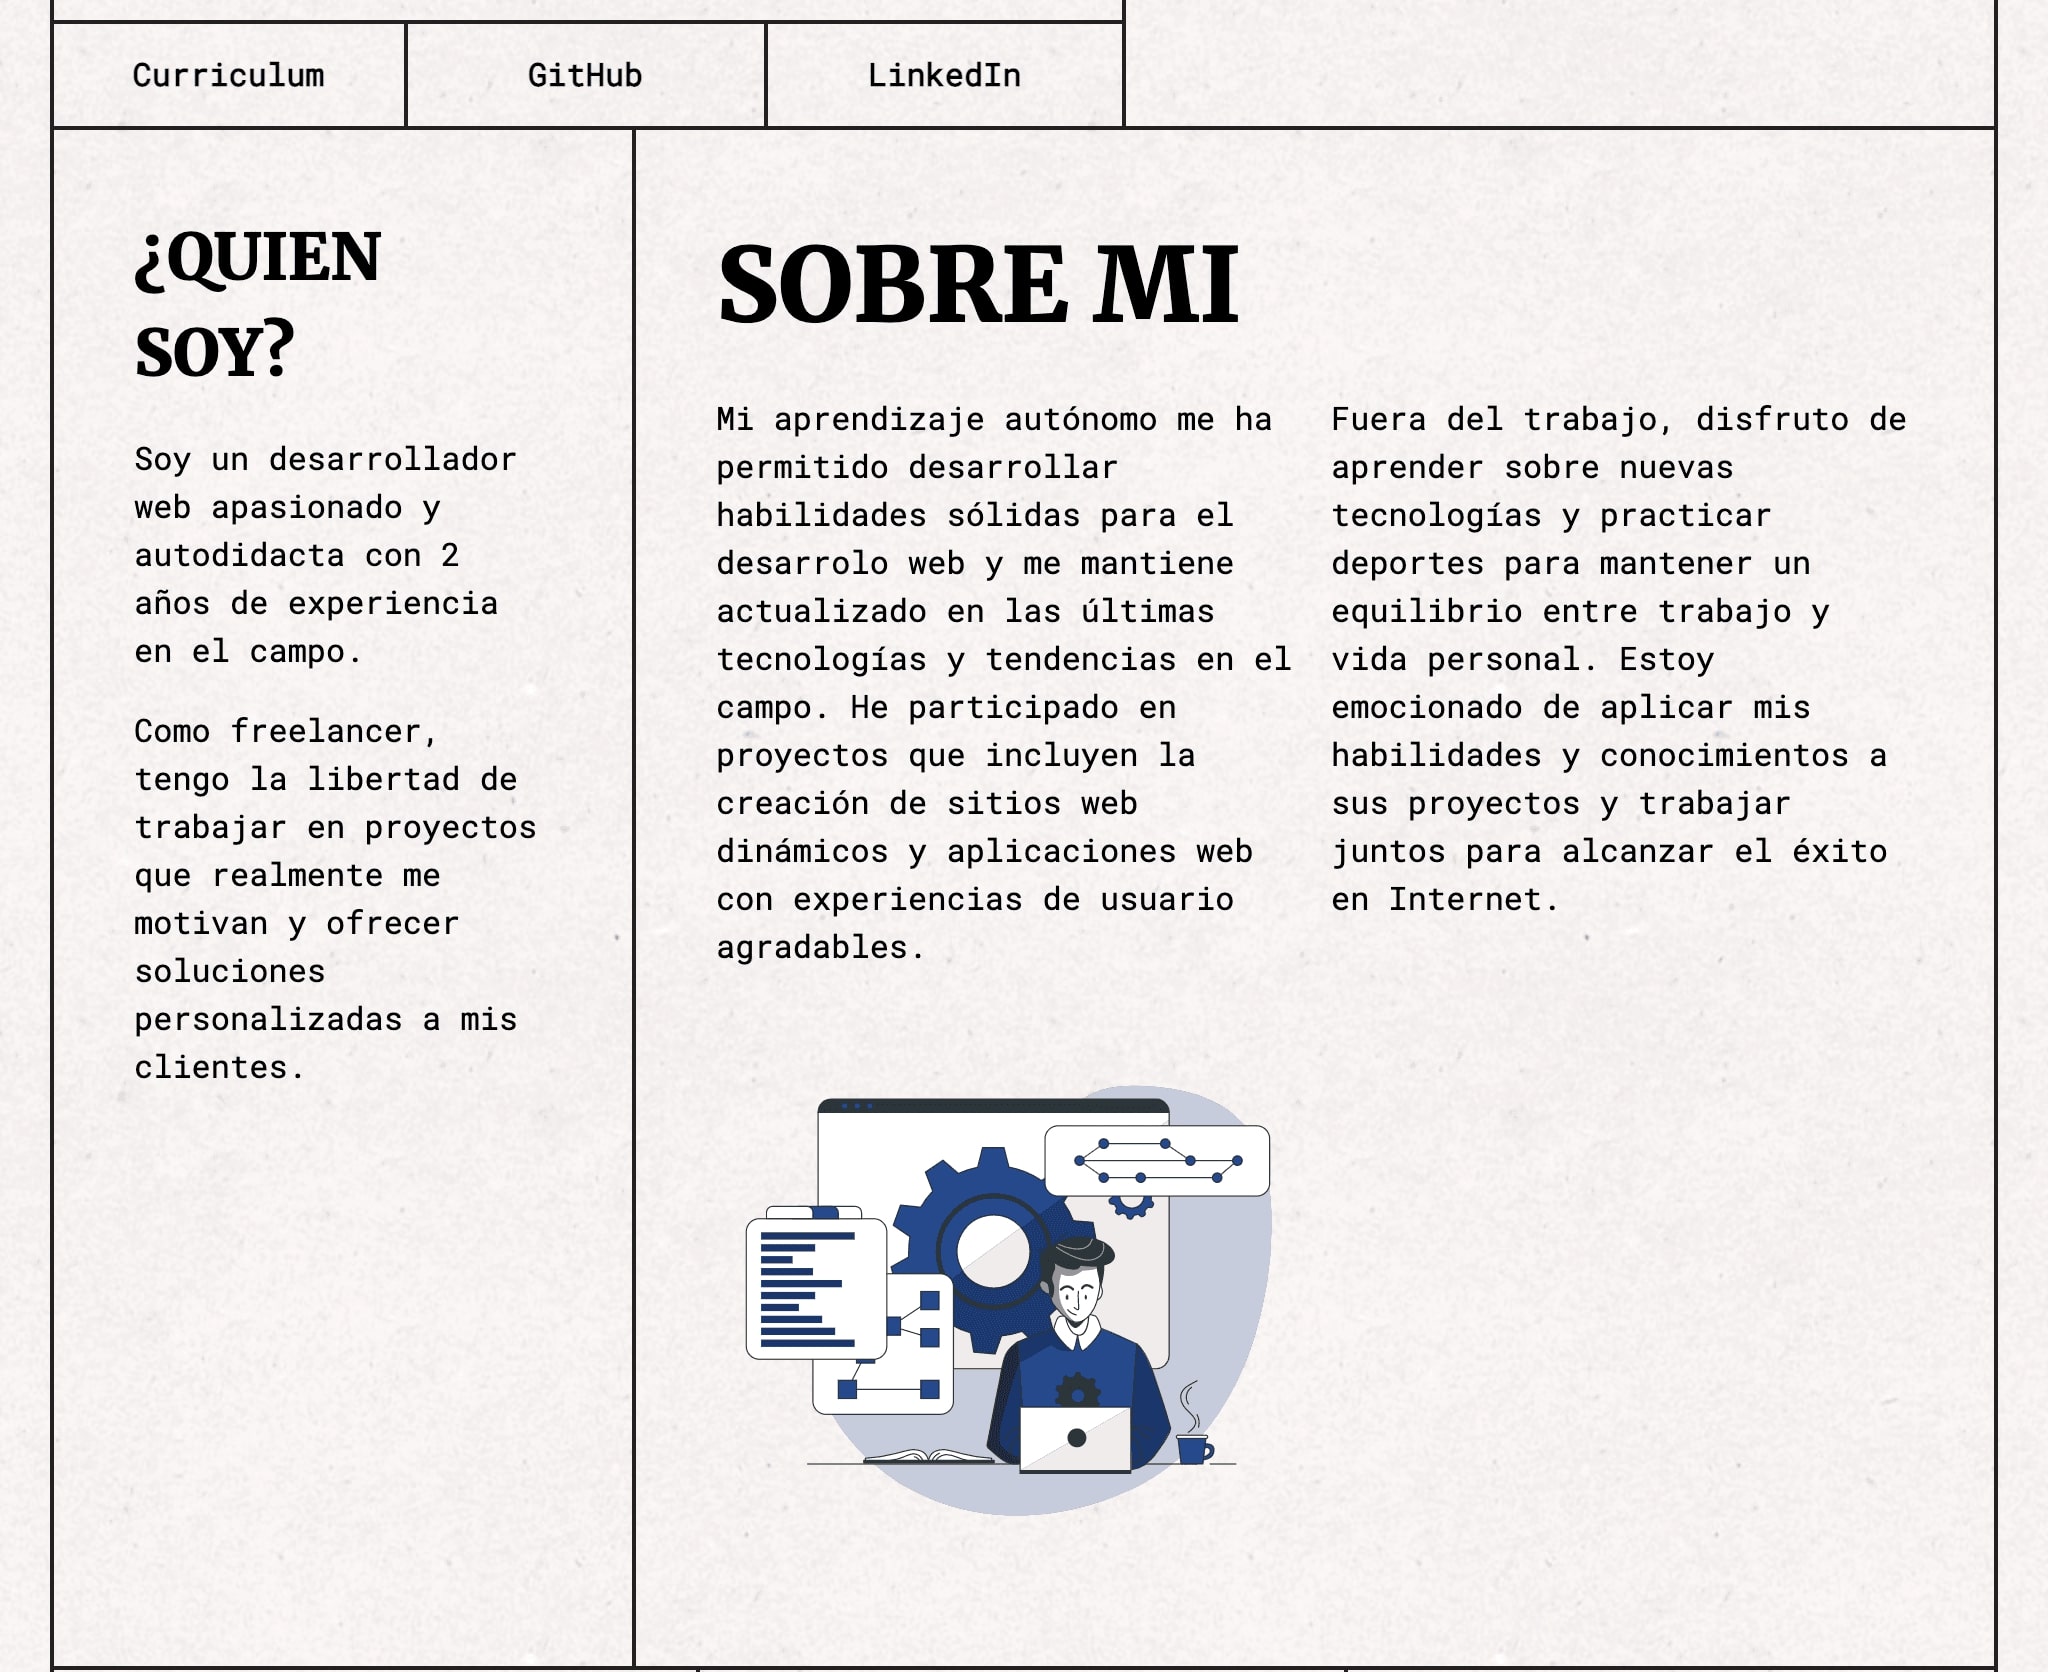 Curriculum
GitHub
LinkedIn
¿QUIEN
SOY?
Soy un desarrollador
web apasionado y
autodidacta con 2
años de experiencia
en el campo.
Como freelancer,
tengo la libertad de
trabajar en proyectos
que realmente me
motivan y ofrecer
soluciones
personalizadas a mis
clientes.
SOBRE MI
Mi aprendizaje autónomo me ha
permitido desarrollar
habilidades sólidas para el
desarrolo web y me mantiene
actualizado en las últimas
tecnologías y tendencias en el
campo. He participado en
proyectos que incluyen la
creación de sitios web
dinámicos y aplicaciones web
con experiencias de usuario
agradables.
Fuera del trabajo, disfruto de
aprender sobre nuevas
tecnologías y practicar
deportes para mantener un
equilibrio entre trabajo y
vida personal. Estoy
emocionado de aplicar mis
habilidades y conocimientos a
sus proyectos y trabajar
juntos para alcanzar el éxito
en Internet.